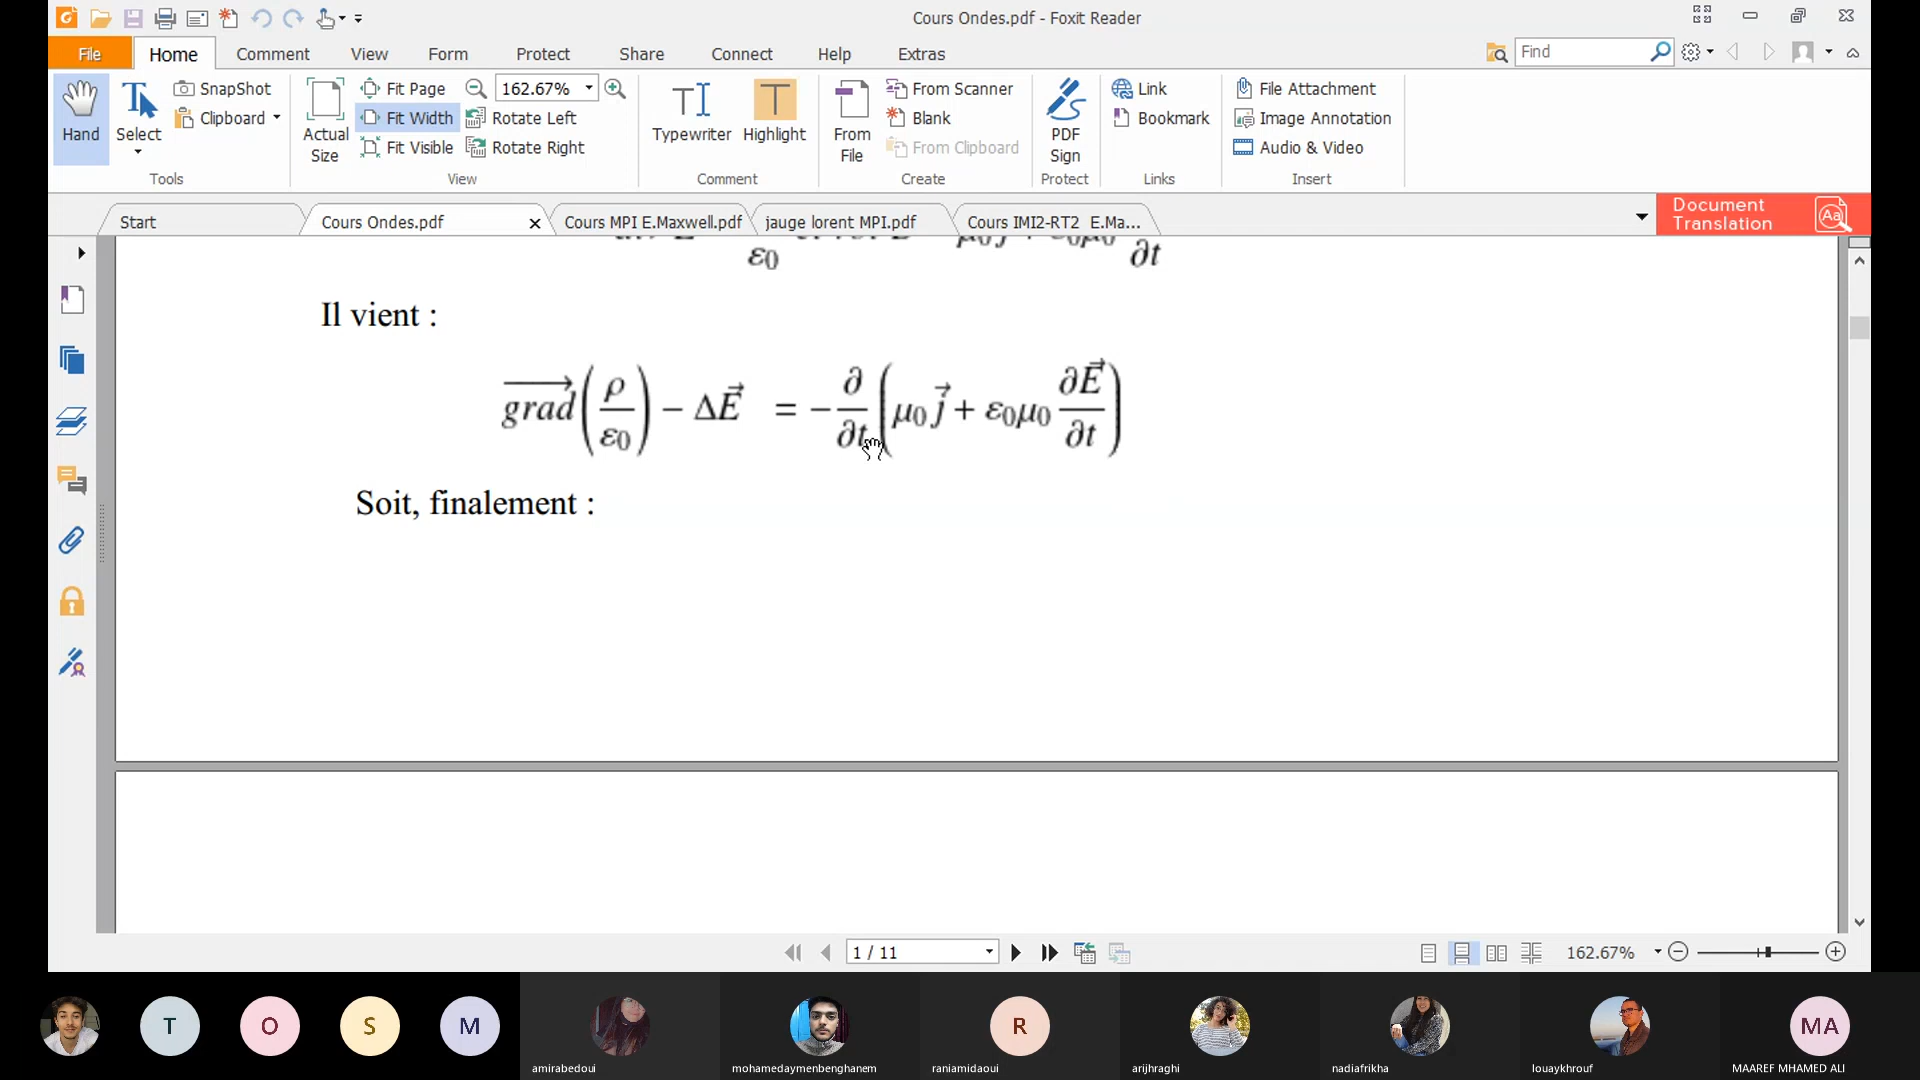 Cours Ondes.pdf - Foxit Reader
File Home Comment View Form Protect Share Connect Help Extras Find
Hand
Select
SnapShot
Clipboard
Tools
Actual Size
Fit Page
Fit Width
Fit Visible
162.67%
Rotate Left
Rotate Right
View
Typewriter
Highlight
Comment
From File
From Scanner
Blank
From Clipboard
Create
PDF Sign
Protect
Link
Bookmark
Links
File Attachment
Image Annotation
Audio & Video
Insert
Start Cours Ondes.pdf Cours MPI E.Maxwell.pdf jauge lorent MPI.pdf Cours IMI2-RT2 E.Ma...
Document Translation
ε0 ∂t
Il vient :
grad(ρ/ε0) − ΔE⃗ = −∂/∂t(μ0 j⃗ + ε0μ0 ∂E⃗/∂t)
Soit, finalement :
1 / 11 162.67%
T O S M R MA
amirabedoui mohamedaymenbenghanem raniamidaoui arijhraghi nadiafrikha louaykhrouf MAAREF MHAMED ALI